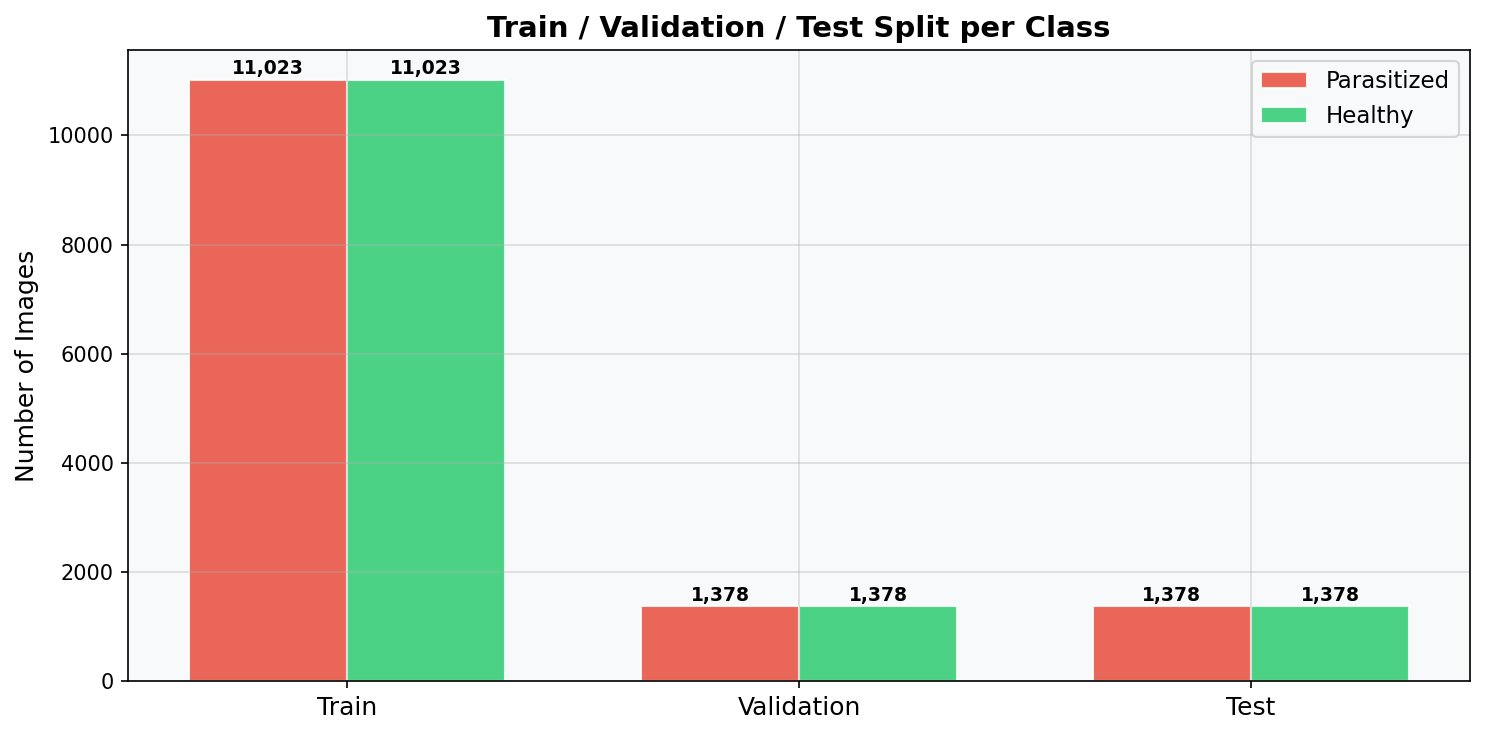 Train / Validation / Test Split per Class
11,023 11,023
Parasitized
Healthy
10000
8000
6000
4000
2000
0
Number of Images
1,378 1,378 1,378 1,378
Train Validation Test